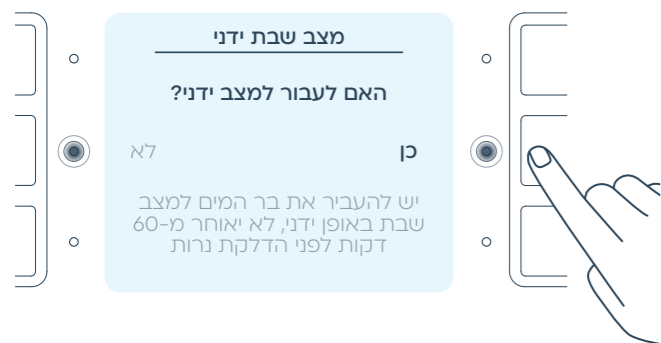 מצב שבת ידני
האם לעבור למצב ידני?
כן לא
יש להעביר את בר המים למצב
שבת באופן ידני, לא יאוחר מ-60
דקות לפני הדלקת נרות